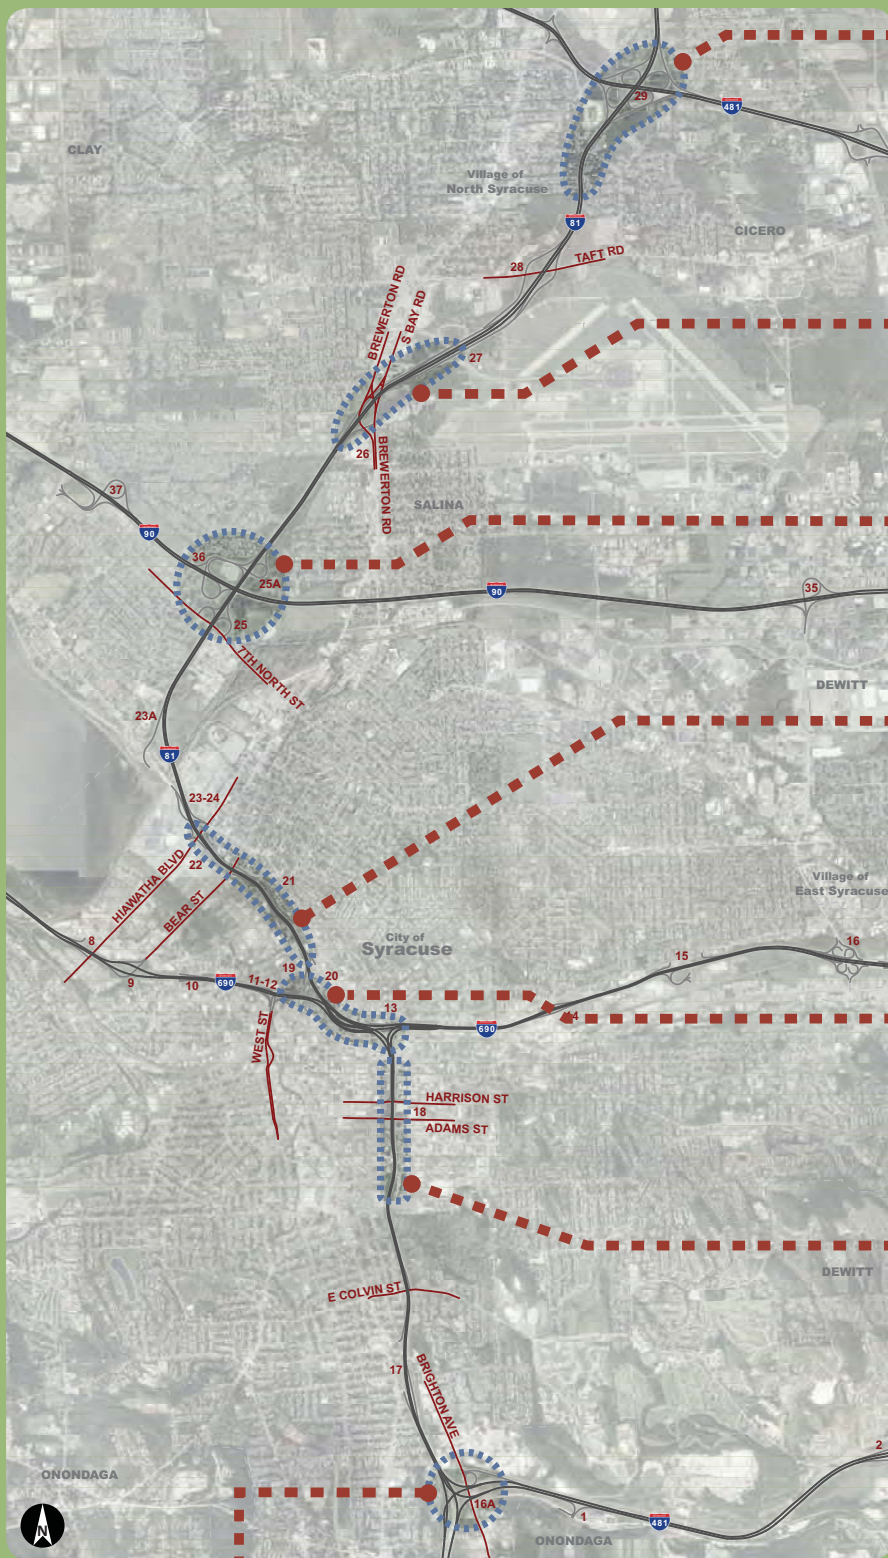 29
481
CLAY
Village of
North Syracuse
81
CICERO
28
TAFT RD
BREWERTON RD
S BAY RD
27
26
BREWERTON RD
37
SALINA
90
36
25A
90
35
25
7TH NORTH ST
DEWITT
23A
81
23-24
HIAWATHA BLVD
22
BEAR ST
21
Village of
East Syracuse
City of
Syracuse
8
9
10
690
11-12
19
20
13
14
15
16
690
WEST ST
HARRISON ST
18
ADAMS ST
DEWITT
E COLVIN ST
17
BRIGHTON AVE
2
ONONDAGA
16A
1
481
N
ONONDAGA